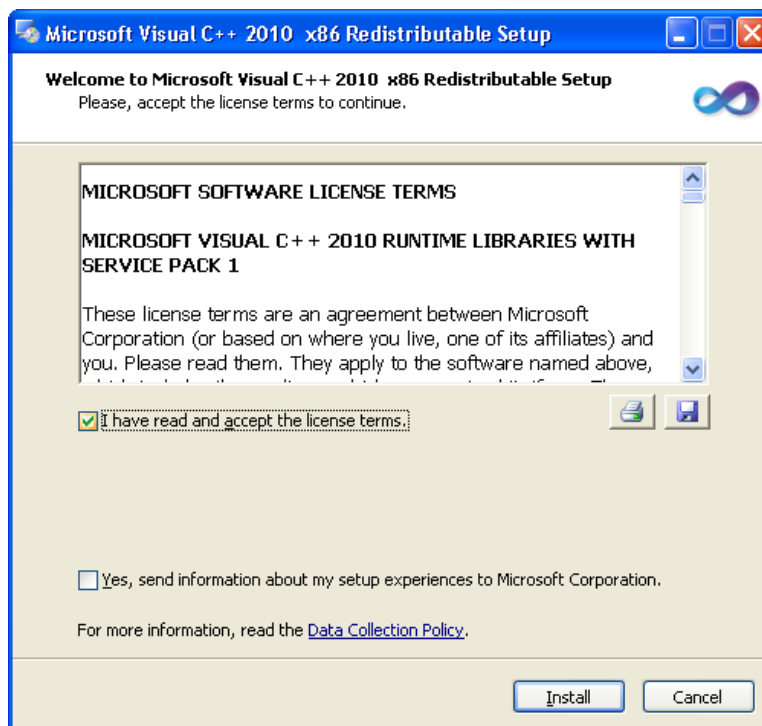 Microsoft Visual C++ 2010  x86 Redistributable Setup
Welcome to Microsoft Visual C++ 2010  x86 Redistributable Setup
Please, accept the license terms to continue.
MICROSOFT SOFTWARE LICENSE TERMS
MICROSOFT VISUAL C++ 2010 RUNTIME LIBRARIES WITH
SERVICE PACK 1
These license terms are an agreement between Microsoft
Corporation (or based on where you live, one of its affiliates) and
you. Please read them. They apply to the software named above,
I have read and accept the license terms.
Yes, send information about my setup experiences to Microsoft Corporation.
For more information, read the Data Collection Policy.
Install
Cancel